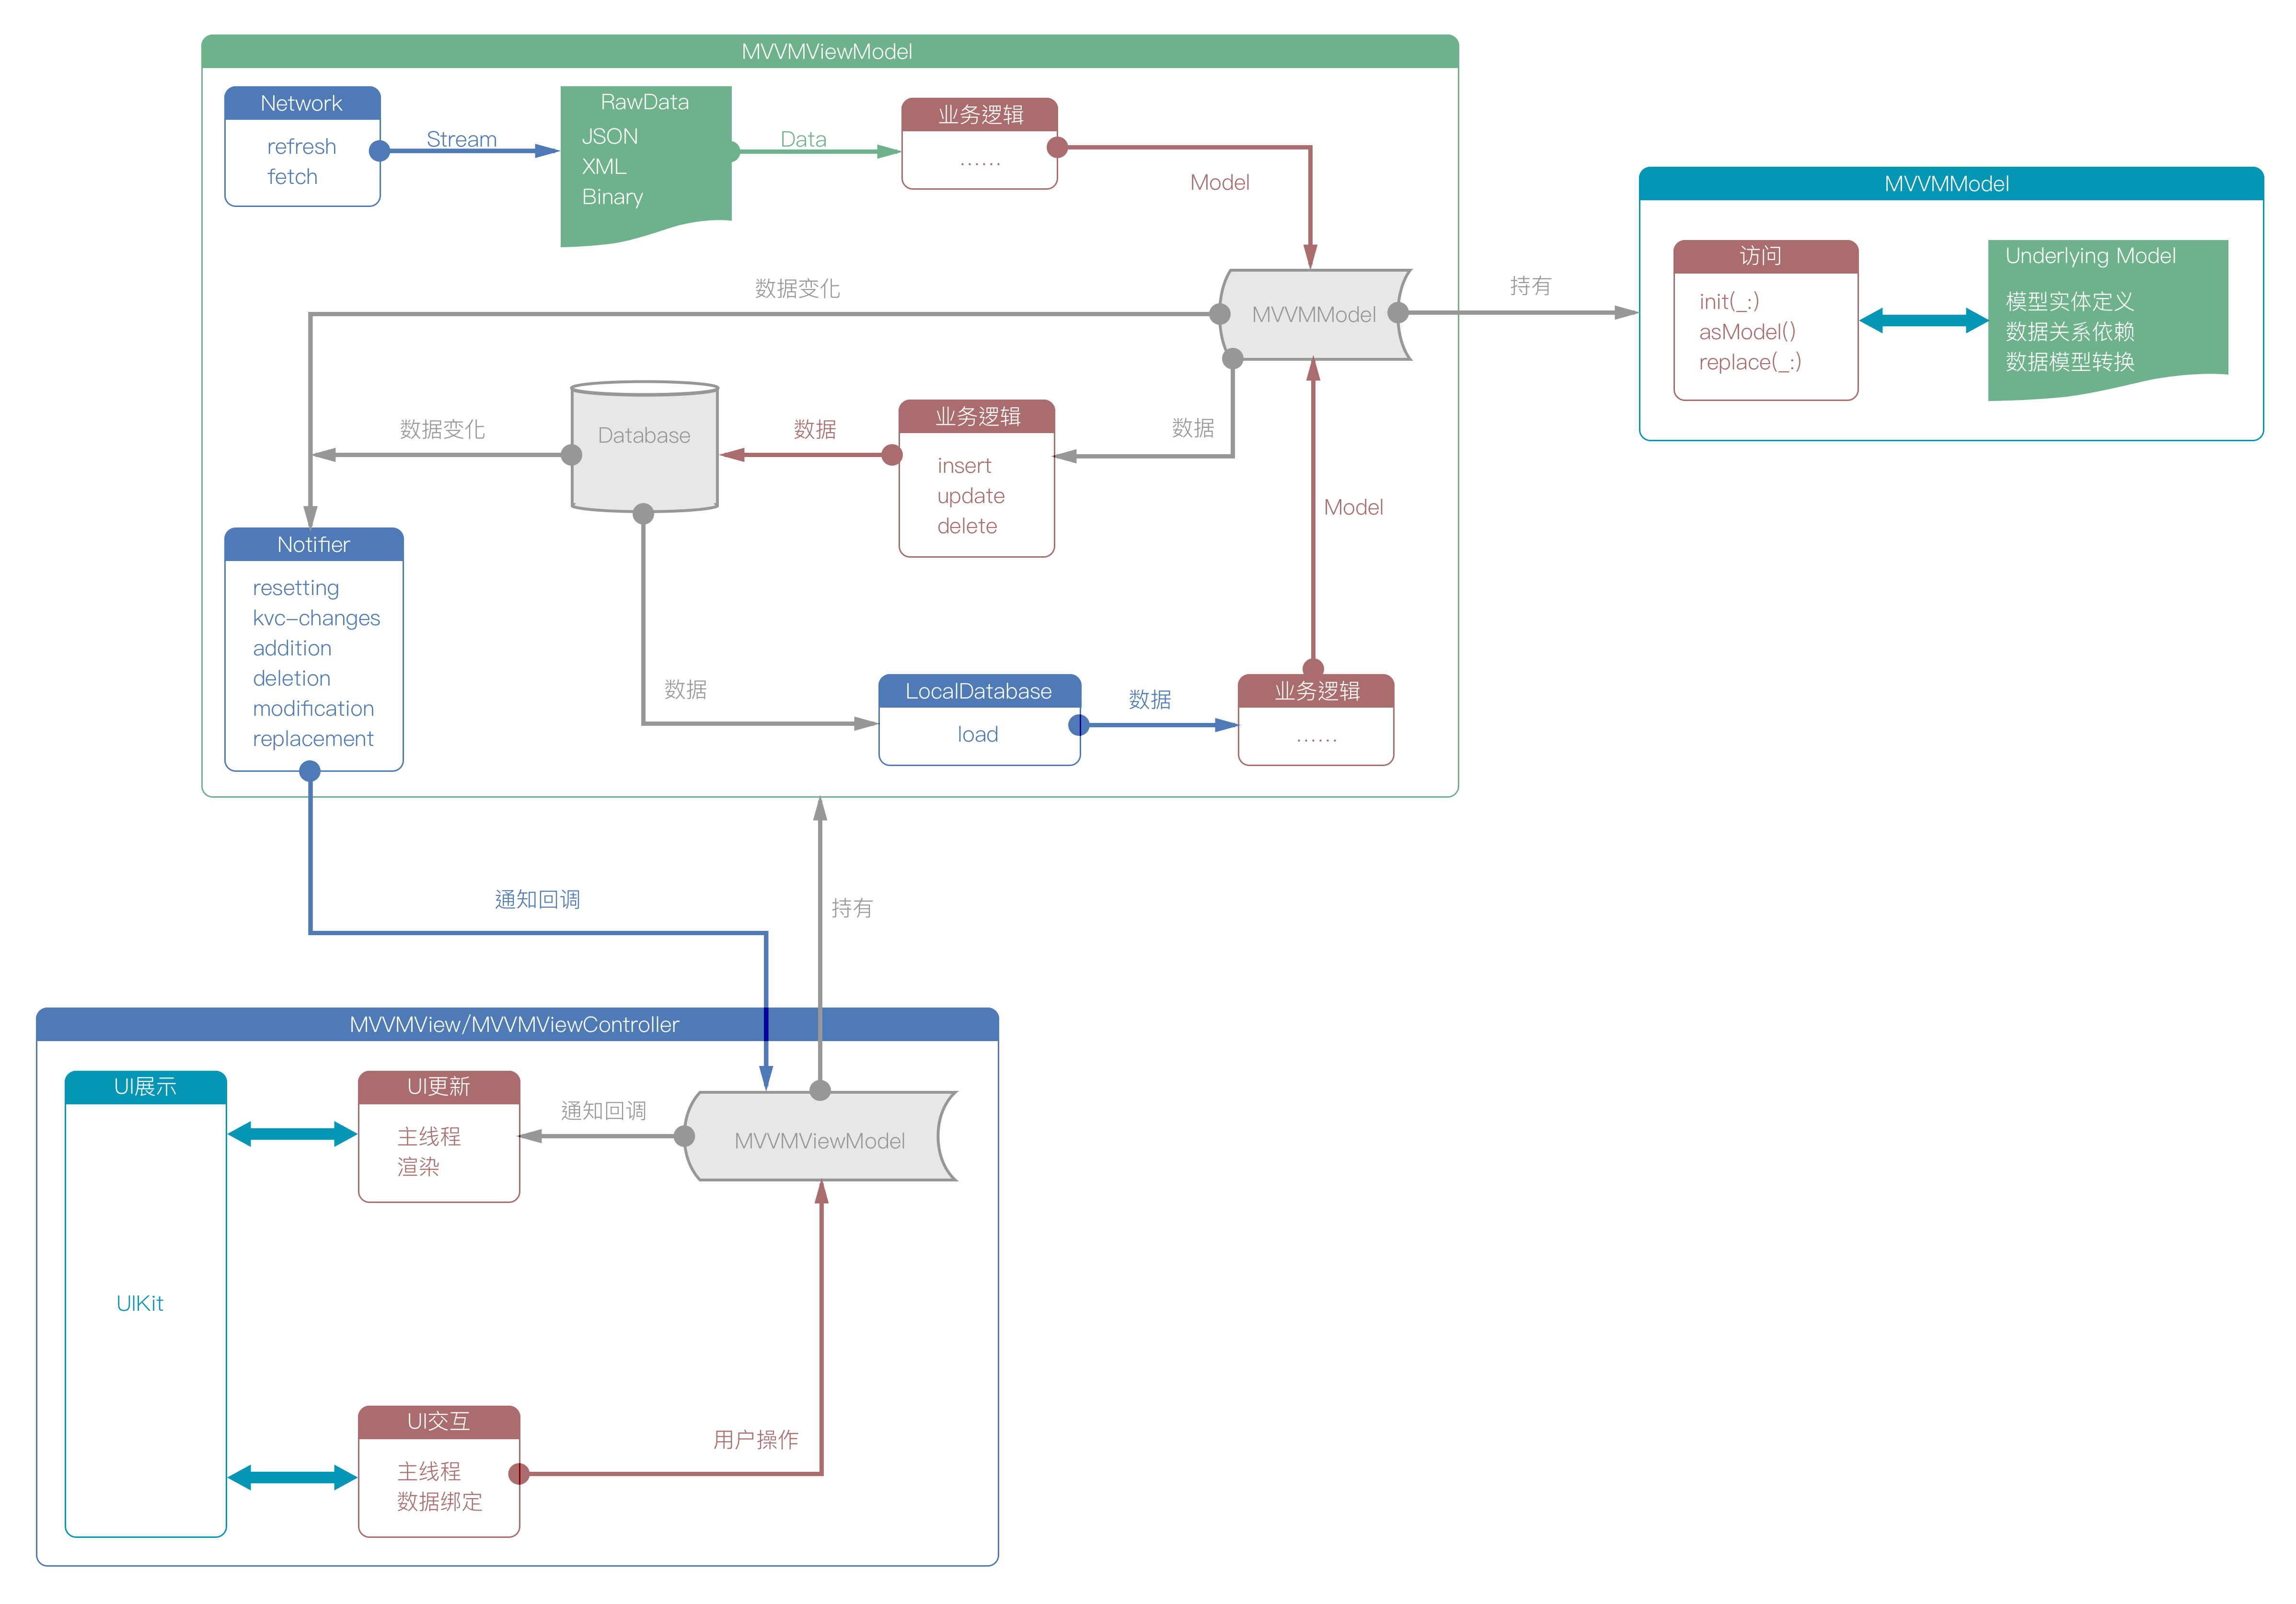 MVVMViewModel
Network
refresh
fetch
Stream
RawData
JSON
XML
Binary
Data
业务逻辑
......
Model
MVVMModel
持有
数据变化
MVVMModel
访问
init(_:)
asModel()
replace(_:)
Underlying Model
模型实体定义
数据关系依赖
数据模型转换
数据变化
Database
数据
业务逻辑
insert
update
delete
数据
Model
Notifier
resetting
kvc-changes
addition
deletion
modification
replacement
数据
LocalDatabase
load
数据
业务逻辑
......
通知回调
持有
MVVMView/MVVMViewController
UI展示
UIKit
UI更新
主线程
渲染
通知回调
MVVMViewModel
UI交互
主线程
数据绑定
用户操作